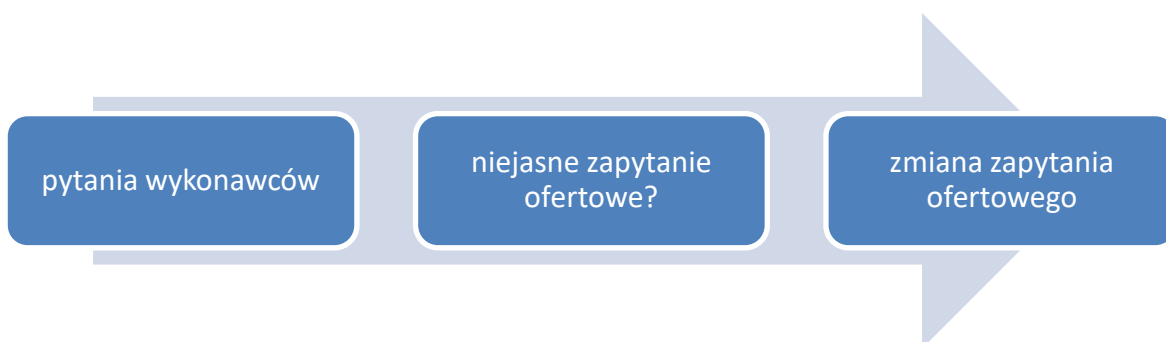 pytania wykonawców
niejasne zapytanie
ofertowe?
zmiana zapytania
ofertowego